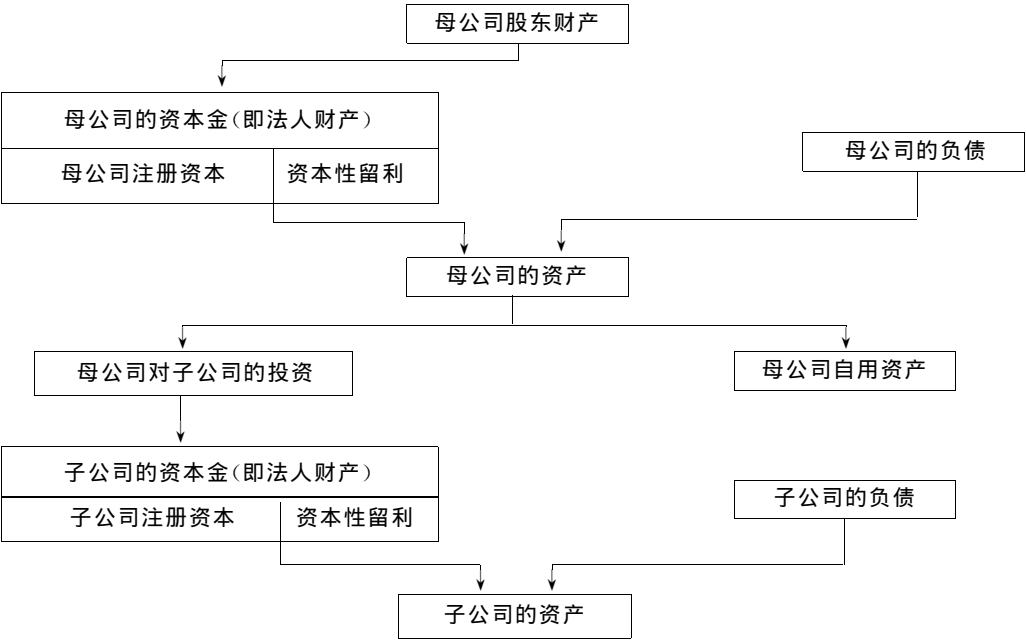 母公司股东财产
母公司的资本金(即法人财产)
母公司注册资本
资本性留利
母公司的负债
母公司的资产
母公司对子公司的投资
母公司自用资产
子公司的资本金(即法人财产)
子公司注册资本
资本性留利
子公司的负债
子公司的资产